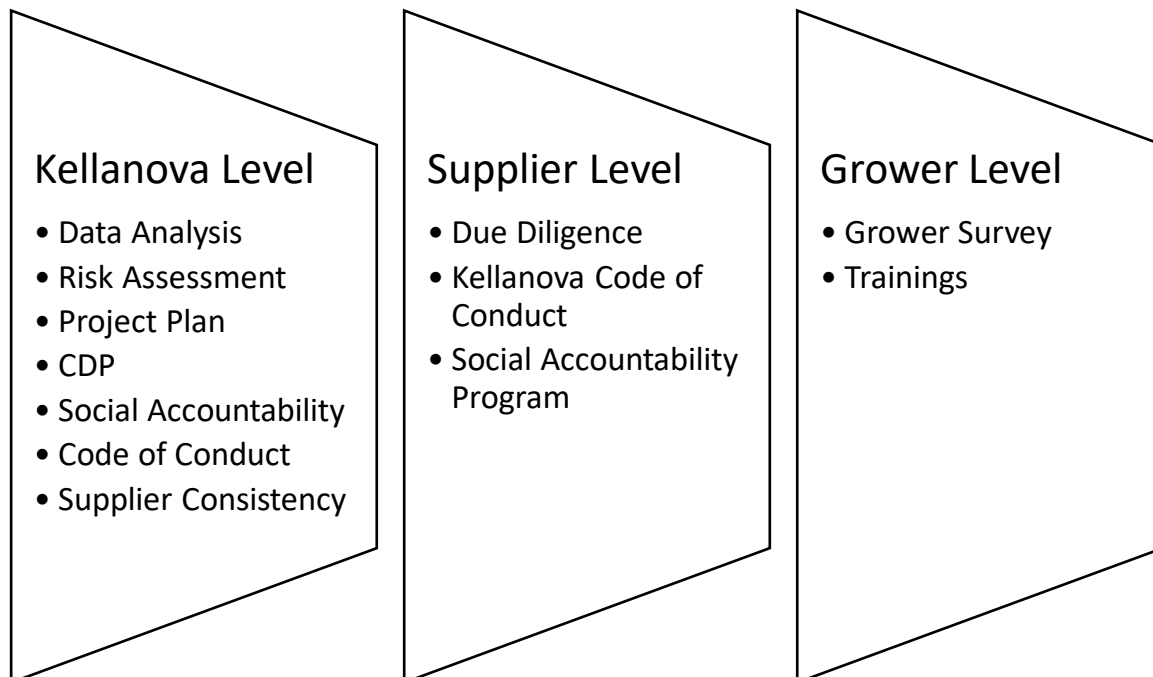 Kellanova Level
• Data Analysis
• Risk Assessment
• Project Plan
• CDP
• Social Accountability
• Code of Conduct
• Supplier Consistency
Supplier Level
• Due Diligence
• Kellanova Code of
Conduct
• Social Accountability
Program
Grower Level
• Grower Survey
• Trainings